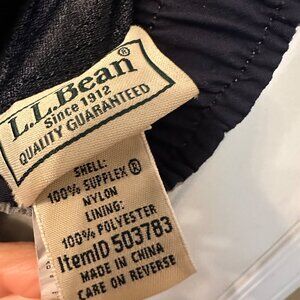 L.L.Bean®
Since 1912
QUALITY GUARANTEED
SHELL:
100% SUPLEX®
NYLON
LINING:
100% POLYESTER
ItemID 503783
MADE IN CHINA
CARE ON REVERSE